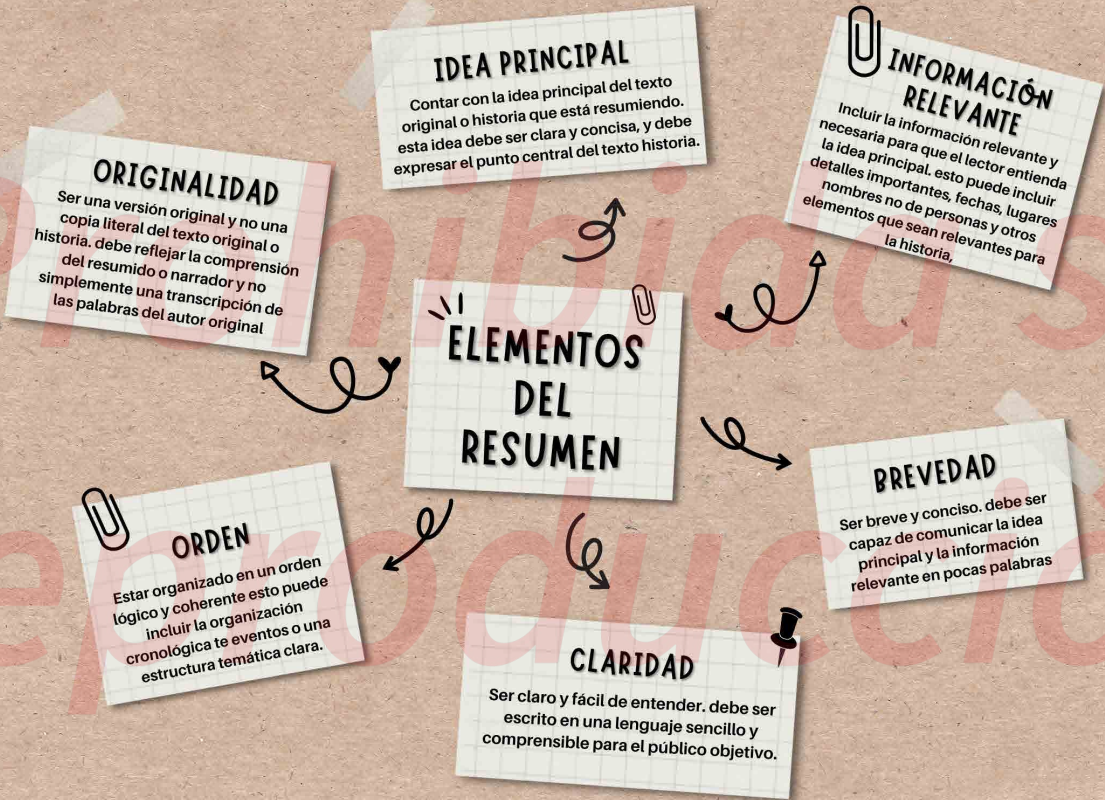 IDEA PRINCIPAL
Contar con la idea principal del texto
original o historia que está resumiendo.
esta idea debe ser clara y concisa, y debe
expresar el punto central del texto historia.
INFORMACIÓN
RELEVANTE
Incluir la información relevante y
necesaria para que el lector entienda
la idea principal. esto puede incluir
detalles importantes, fechas, lugares
nombres no de personas y otros
elementos que sean relevantes para
la historia,
ORIGINALIDAD
Ser una versión original y no una
copia literal del texto original o
historia. debe reflejar la comprensión
del resumido o narrador y no
simplemente una transcripción de
las palabras del autor original
ELEMENTOS
DEL
RESUMEN
BREVEDAD
Ser breve y conciso. debe ser
capaz de comunicar la idea
principal y la información
relevante en pocas palabras
ORDEN
Estar organizado en un orden
lógico y coherente esto puede
incluir la organización
cronológica te eventos o una
estructura temática clara.
CLARIDAD
Ser claro y fácil de entender. debe ser
escrito en una lenguaje sencillo y
comprensible para el público objetivo.
rohibida s
eproducció